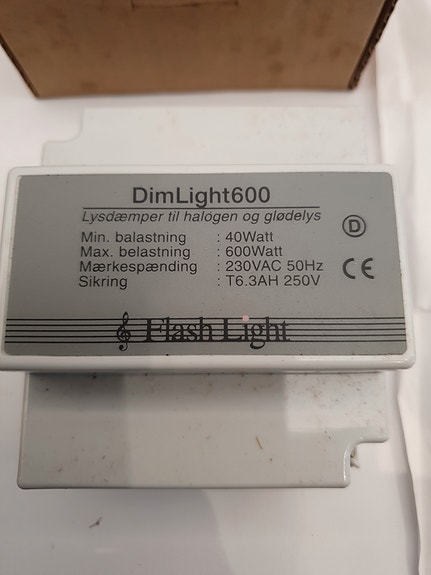 DimLight600
Lysdæmper til halogen og glødelys
Min. balastning : 40Watt
Max. belastning : 600Watt
Mærkespænding : 230VAC 50Hz
Sikring : T6.3AH 250V
D
CE
Flash Light